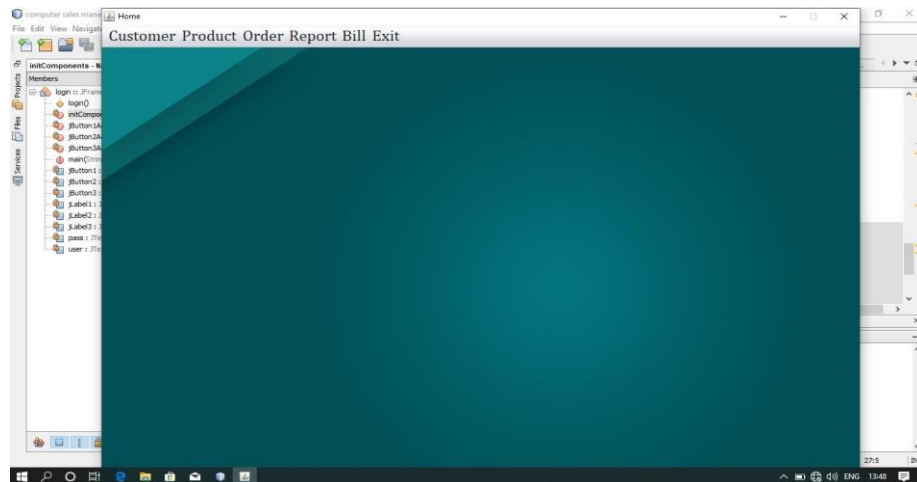 computer sales mana
Home
File Edit View Navigat
Customer Product Order Report Bill Exit
initComponents - N
Members
login :: JFrame
login()
initCompo
jButton1A
jButton2A
jButton3A
main(Strin
jButton1 :
jButton2 :
jButton3 :
jLabel1 : J
jLabel2 : J
jLabel3 : J
pass : JTe
user : JTe
Projects
Files
Services
27:5
ENG 13:48